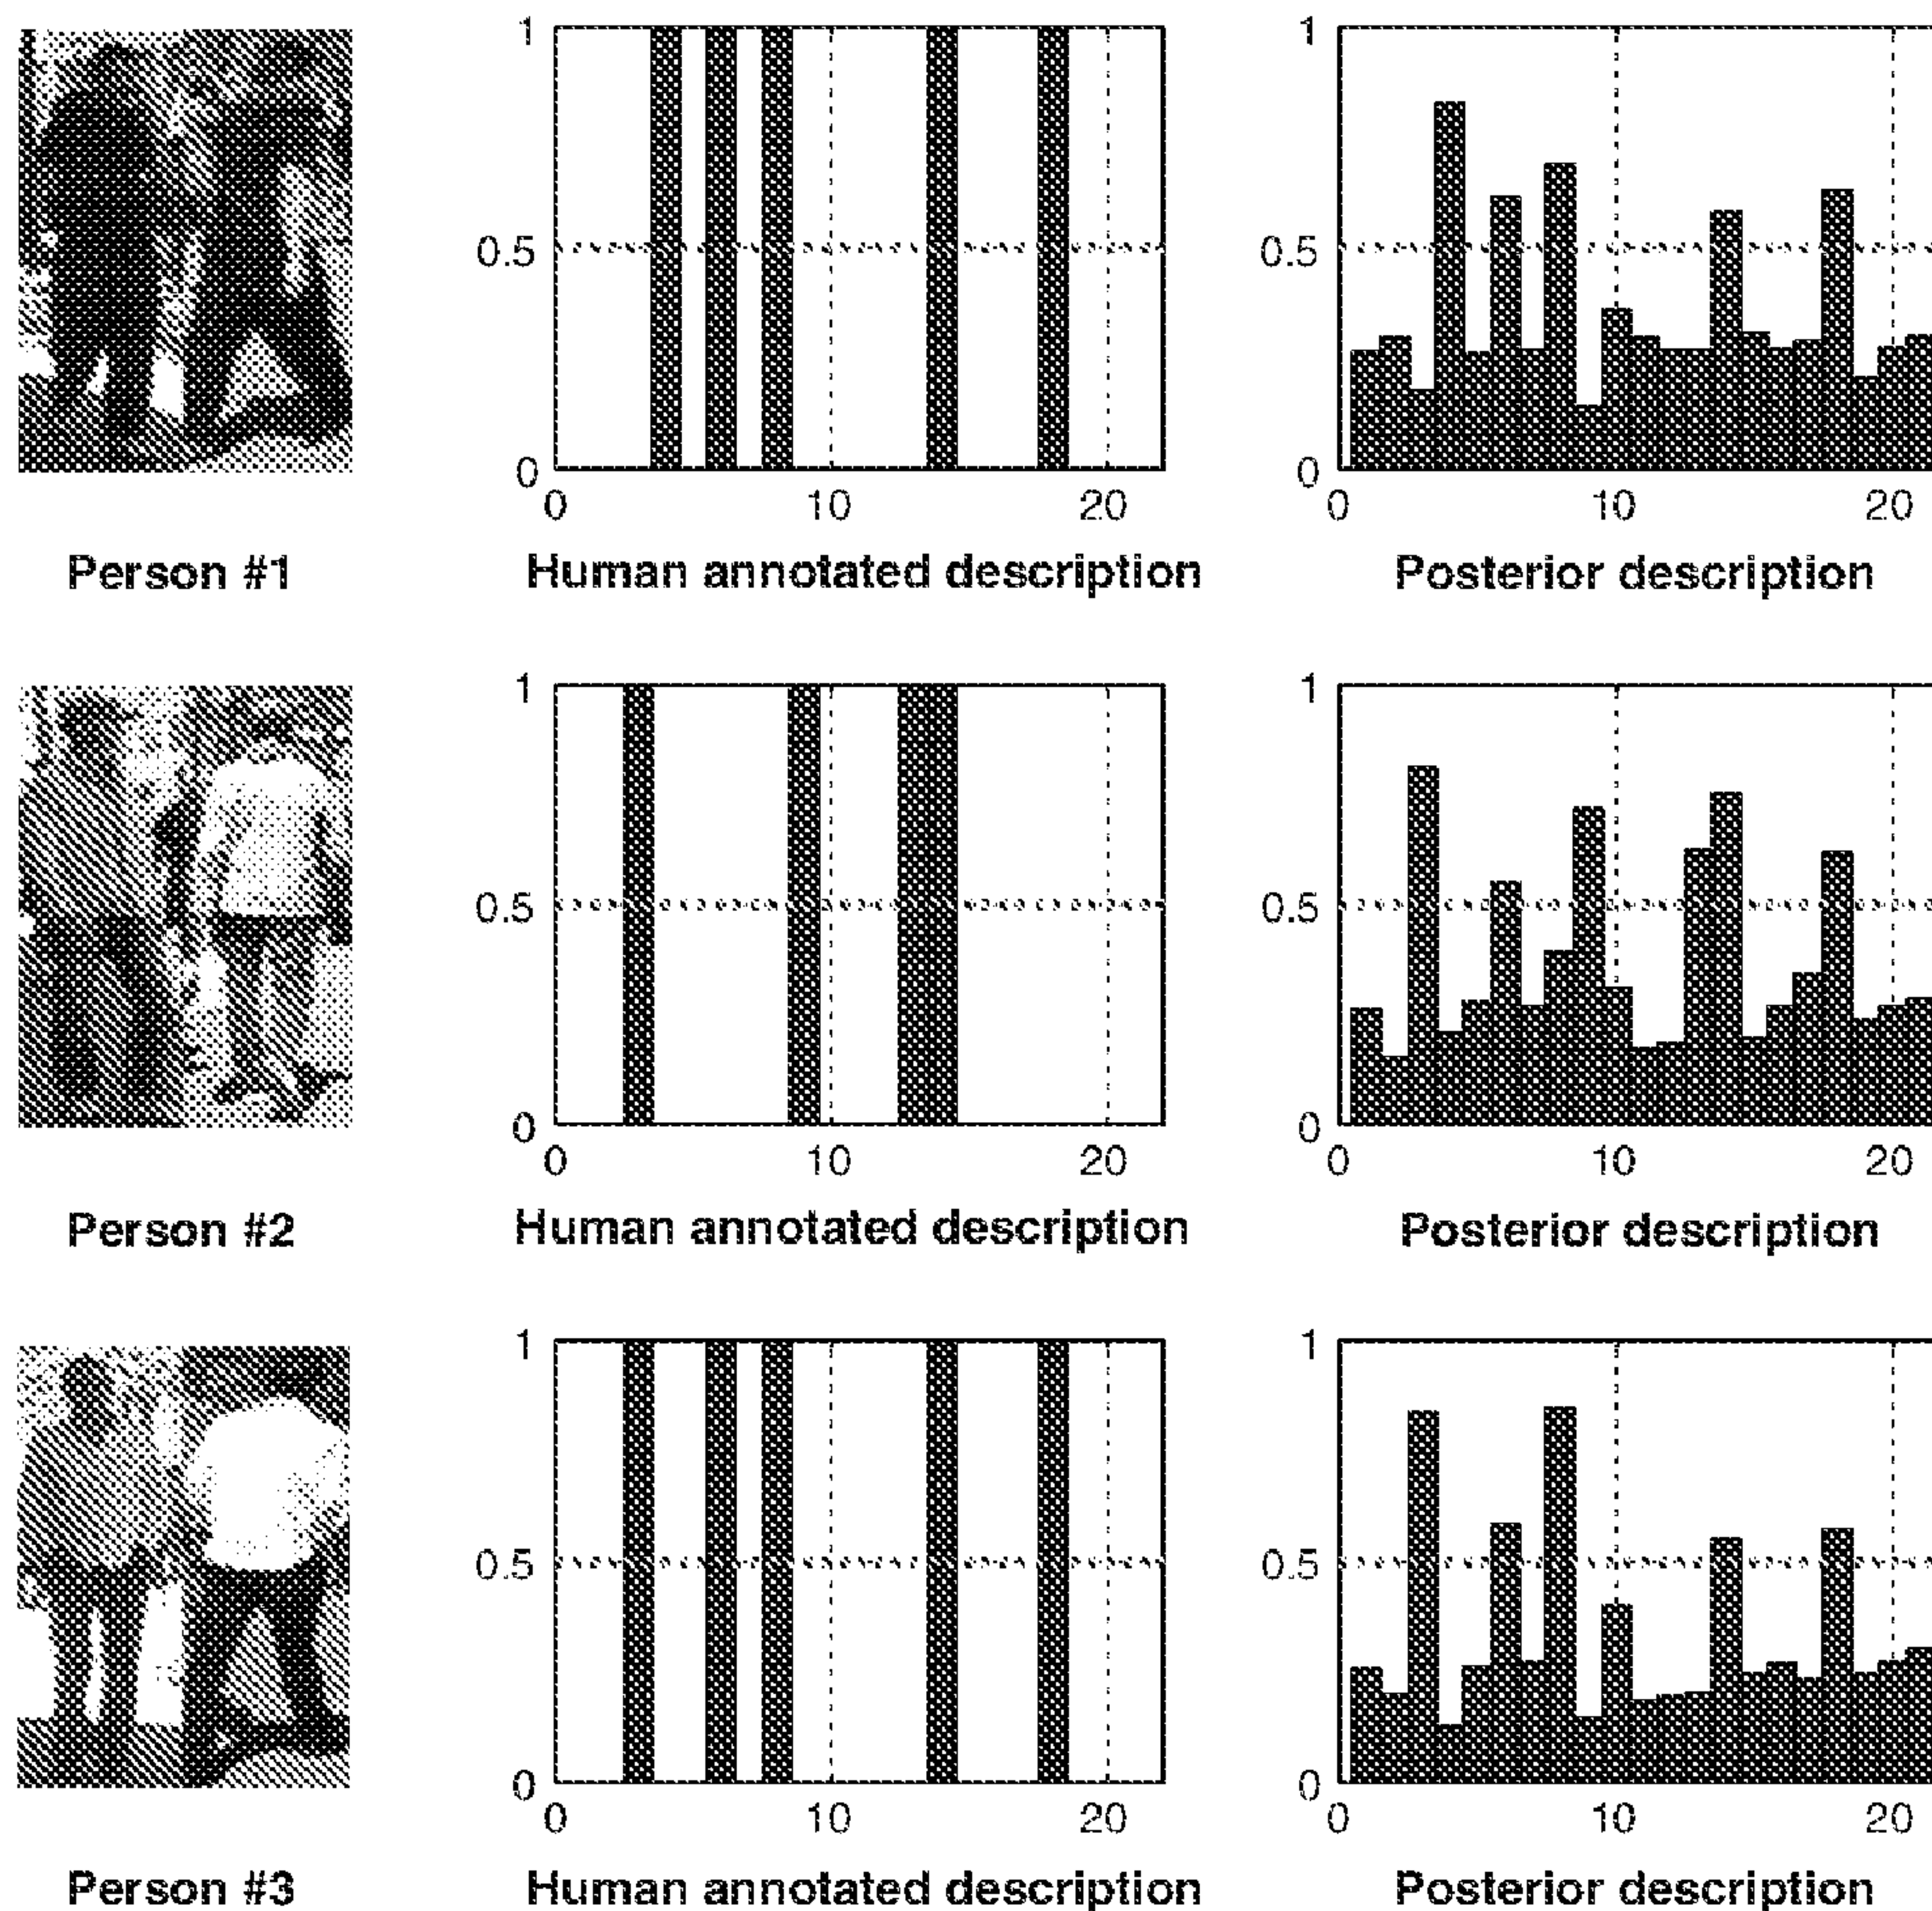 1 1
0.5 0.5
0 0
0 10 20 0 10 20
Person #1 Human annotated description Posterior description
1 1
0.5 0.5
0 0
0 10 20 0 10 20
Person #2 Human annotated description Posterior description
1 1
0.5 0.5
0 0
0 10 20 0 10 20
Person #3 Human annotated description Posterior description